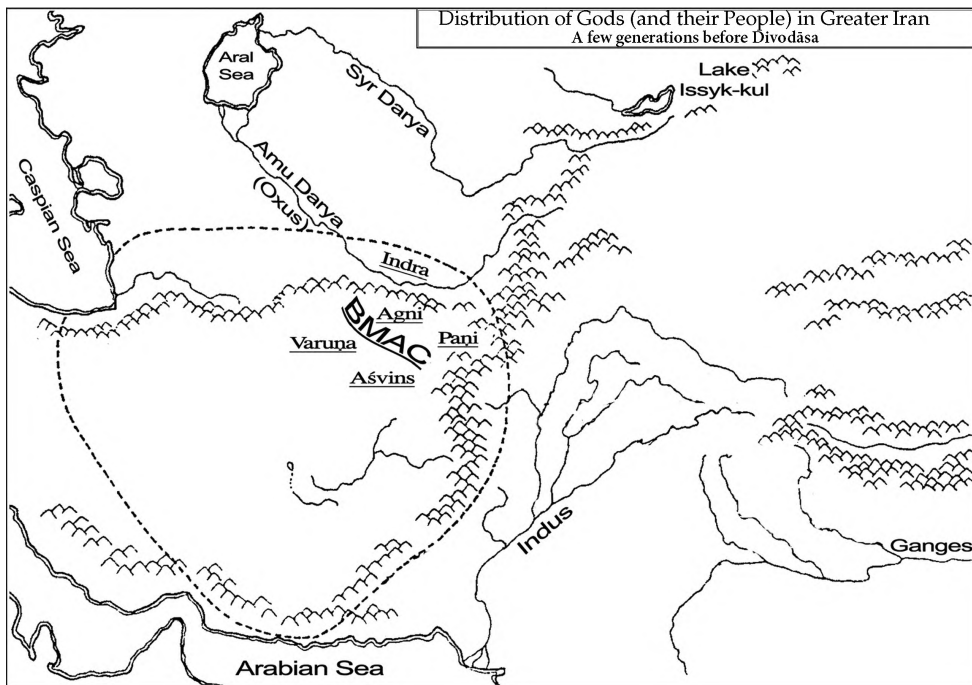 Distribution of Gods (and their People) in Greater Iran
A few generations before Divodāsa
Aral
Sea
Lake
Issyk-kul
Syr Darya
Caspian Sea
Amu Darya
(Oxus)
Indra
Agni
BMAC
Varuṇa
Paṇi
Aśvins
Indus
Ganges
Arabian Sea